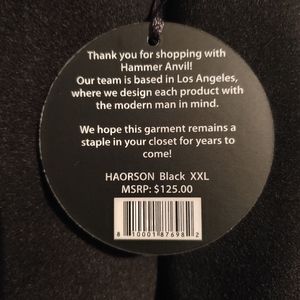 Thank you for shopping with
Hammer Anvil!
Our team is based in Los Angeles,
where we design each product with
the modern man in mind.
We hope this garment remains a
staple in your closet for years to
come!
HAORSON Black XXL
MSRP: $125.00
8 10001 87698 2